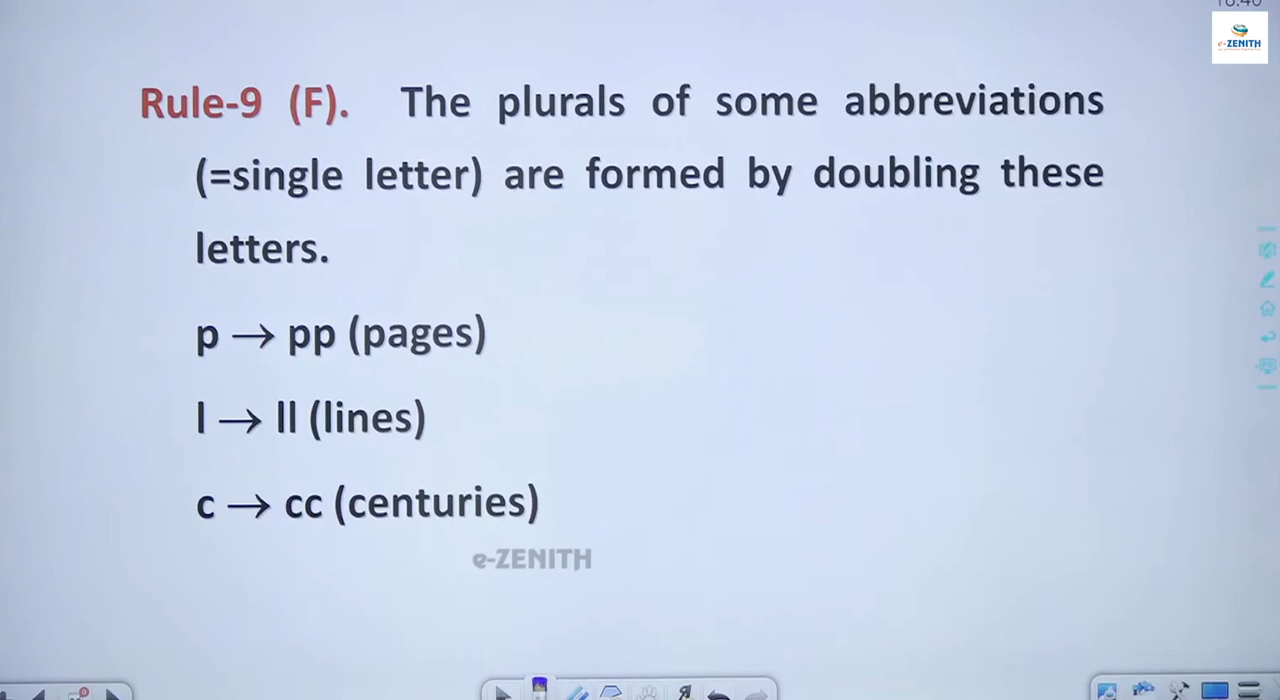 e-ZENITH
Rule-9 (F). The plurals of some abbreviations
(=single letter) are formed by doubling these
letters.
p → pp (pages)
l → ll (lines)
c → cc (centuries)
e-ZENITH